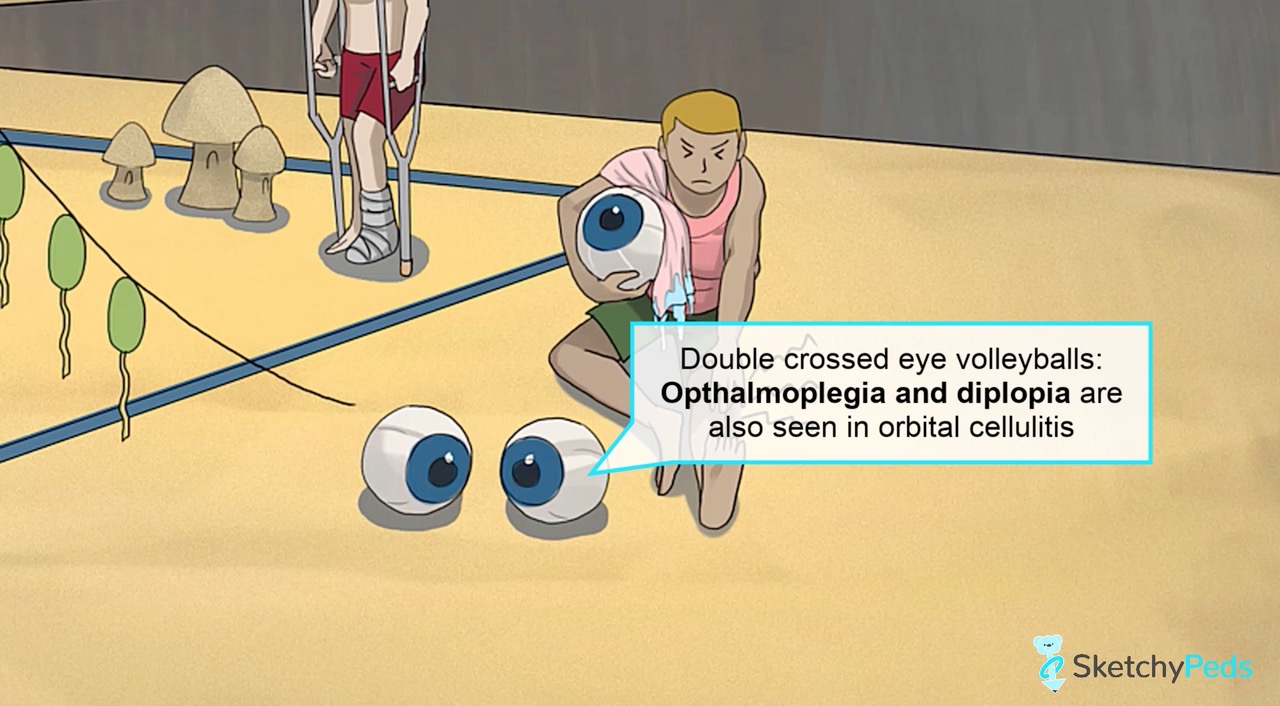 Double crossed eye volleyballs:
Opthalmoplegia and diplopia are
also seen in orbital cellulitis
SketchyPeds